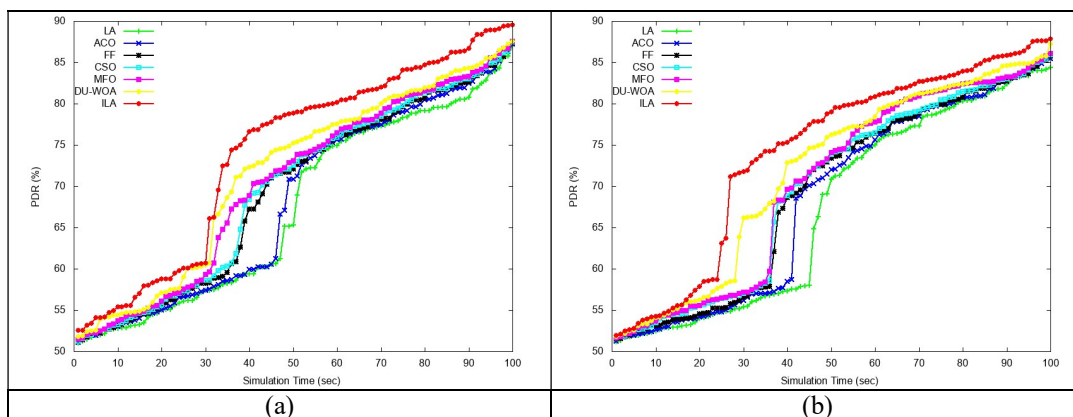 90
85
80
75
70
65
60
55
50
PDR (%)
LA
ACO
FF
CSO
MFO
DU-WOA
ILA
0 10 20 30 40 50 60 70 80 90 100
Simulation Time (sec)
(a)
90
85
80
75
70
65
60
55
50
PDR (%)
LA
ACO
FF
CSO
MFO
DU-WOA
ILA
0 10 20 30 40 50 60 70 80 90 100
Simulation Time (sec)
(b)